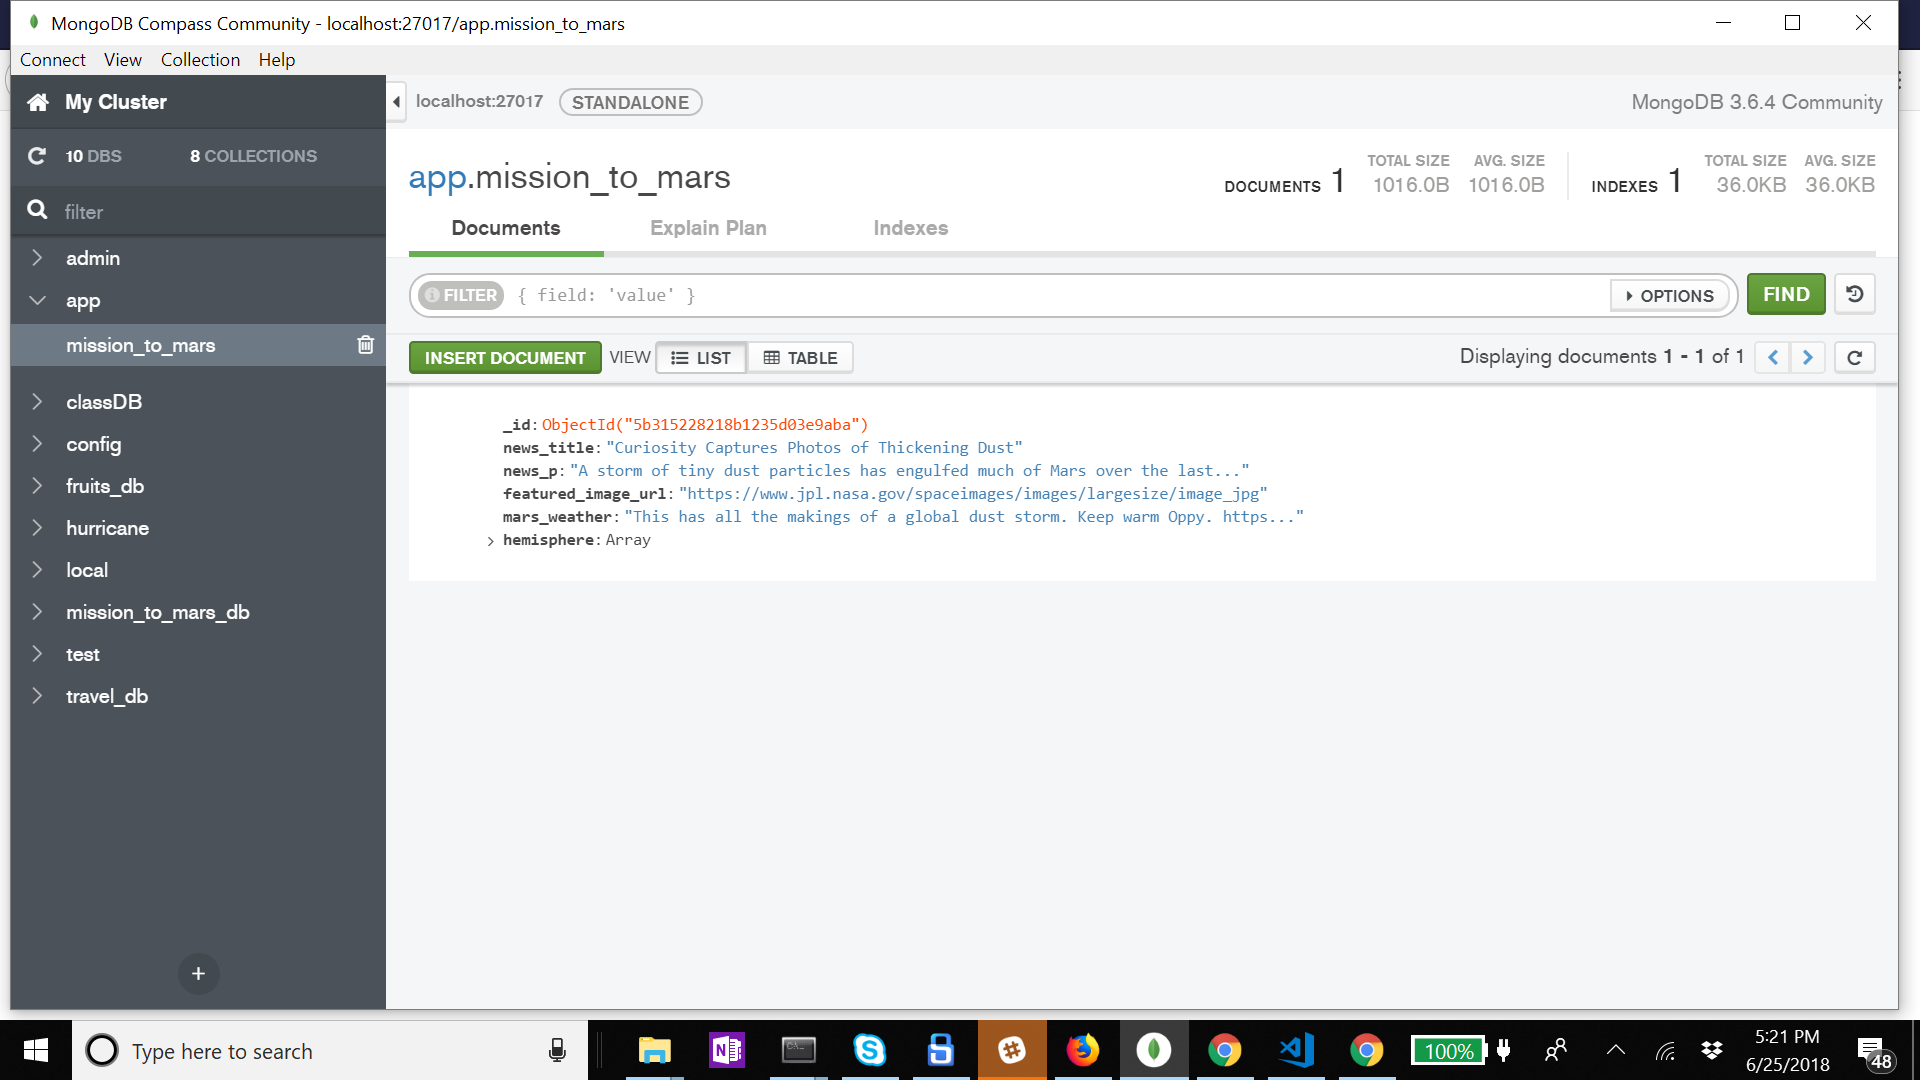 MongoDB Compass Community - localhost:27017/app.mission_to_mars
Connect View Collection Help
My Cluster
localhost:27017 STANDALONE MongoDB 3.6.4 Community
10 DBS 8 COLLECTIONS
filter
app.mission_to_mars
DOCUMENTS 1 TOTAL SIZE 1016.0B AVG. SIZE 1016.0B INDEXES 1 TOTAL SIZE 36.0KB AVG. SIZE 36.0KB
Documents Explain Plan Indexes
FILTER { field: 'value' } OPTIONS FIND
INSERT DOCUMENT VIEW LIST TABLE Displaying documents 1 - 1 of 1
admin
app
mission_to_mars
classDB
config
fruits_db
hurricane
local
mission_to_mars_db
test
travel_db
+
_id: ObjectId("5b315228218b1235d03e9aba")
news_title: "Curiosity Captures Photos of Thickening Dust"
news_p: "A storm of tiny dust particles has engulfed much of Mars over the last..."
featured_image_url: "https://www.jpl.nasa.gov/spaceimages/images/largesize/image_jpg"
mars_weather: "This has all the makings of a global dust storm. Keep warm Oppy. https..."
hemisphere: Array
Type here to search
100%
5:21 PM
6/25/2018
48